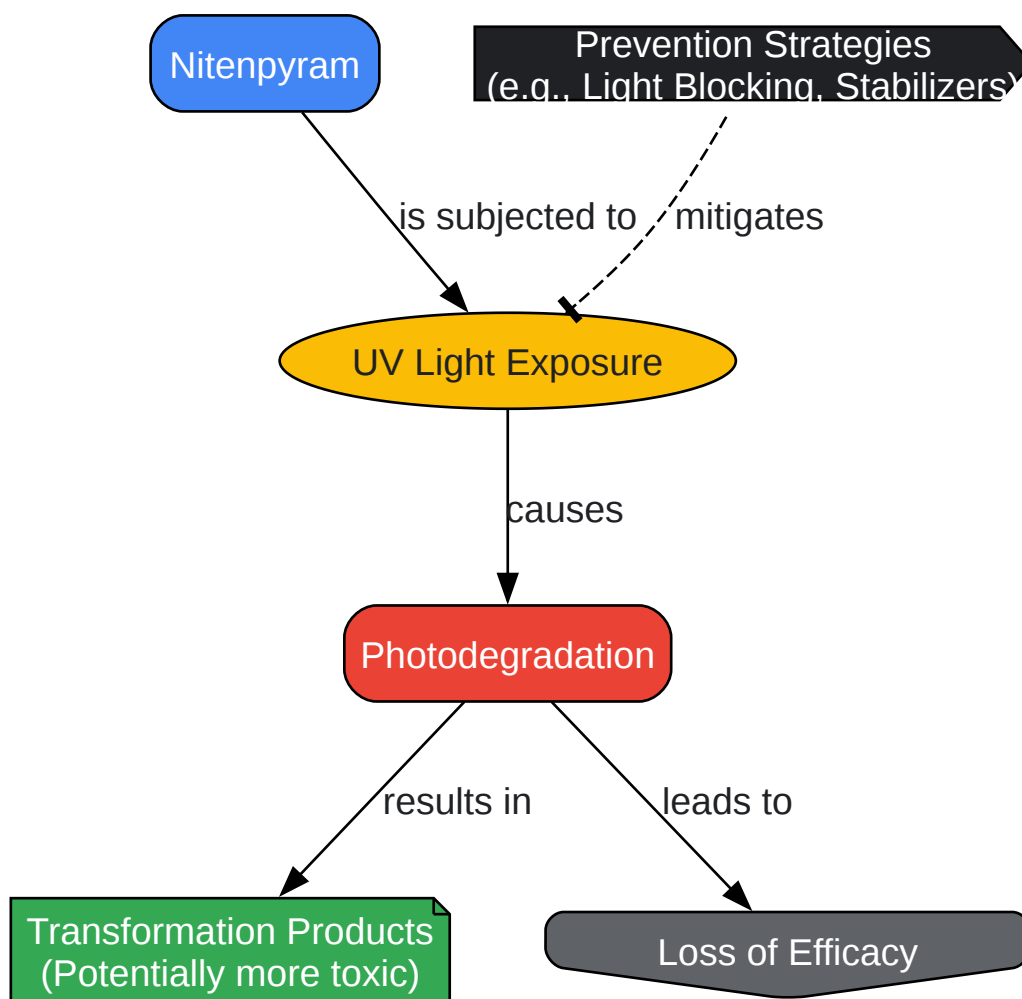 Nitenpyram
Prevention Strategies
(e.g., Light Blocking, Stabilizers)
is subjected to
mitigates
UV Light Exposure
causes
Photodegradation
results in
leads to
Transformation Products
(Potentially more toxic)
Loss of Efficacy